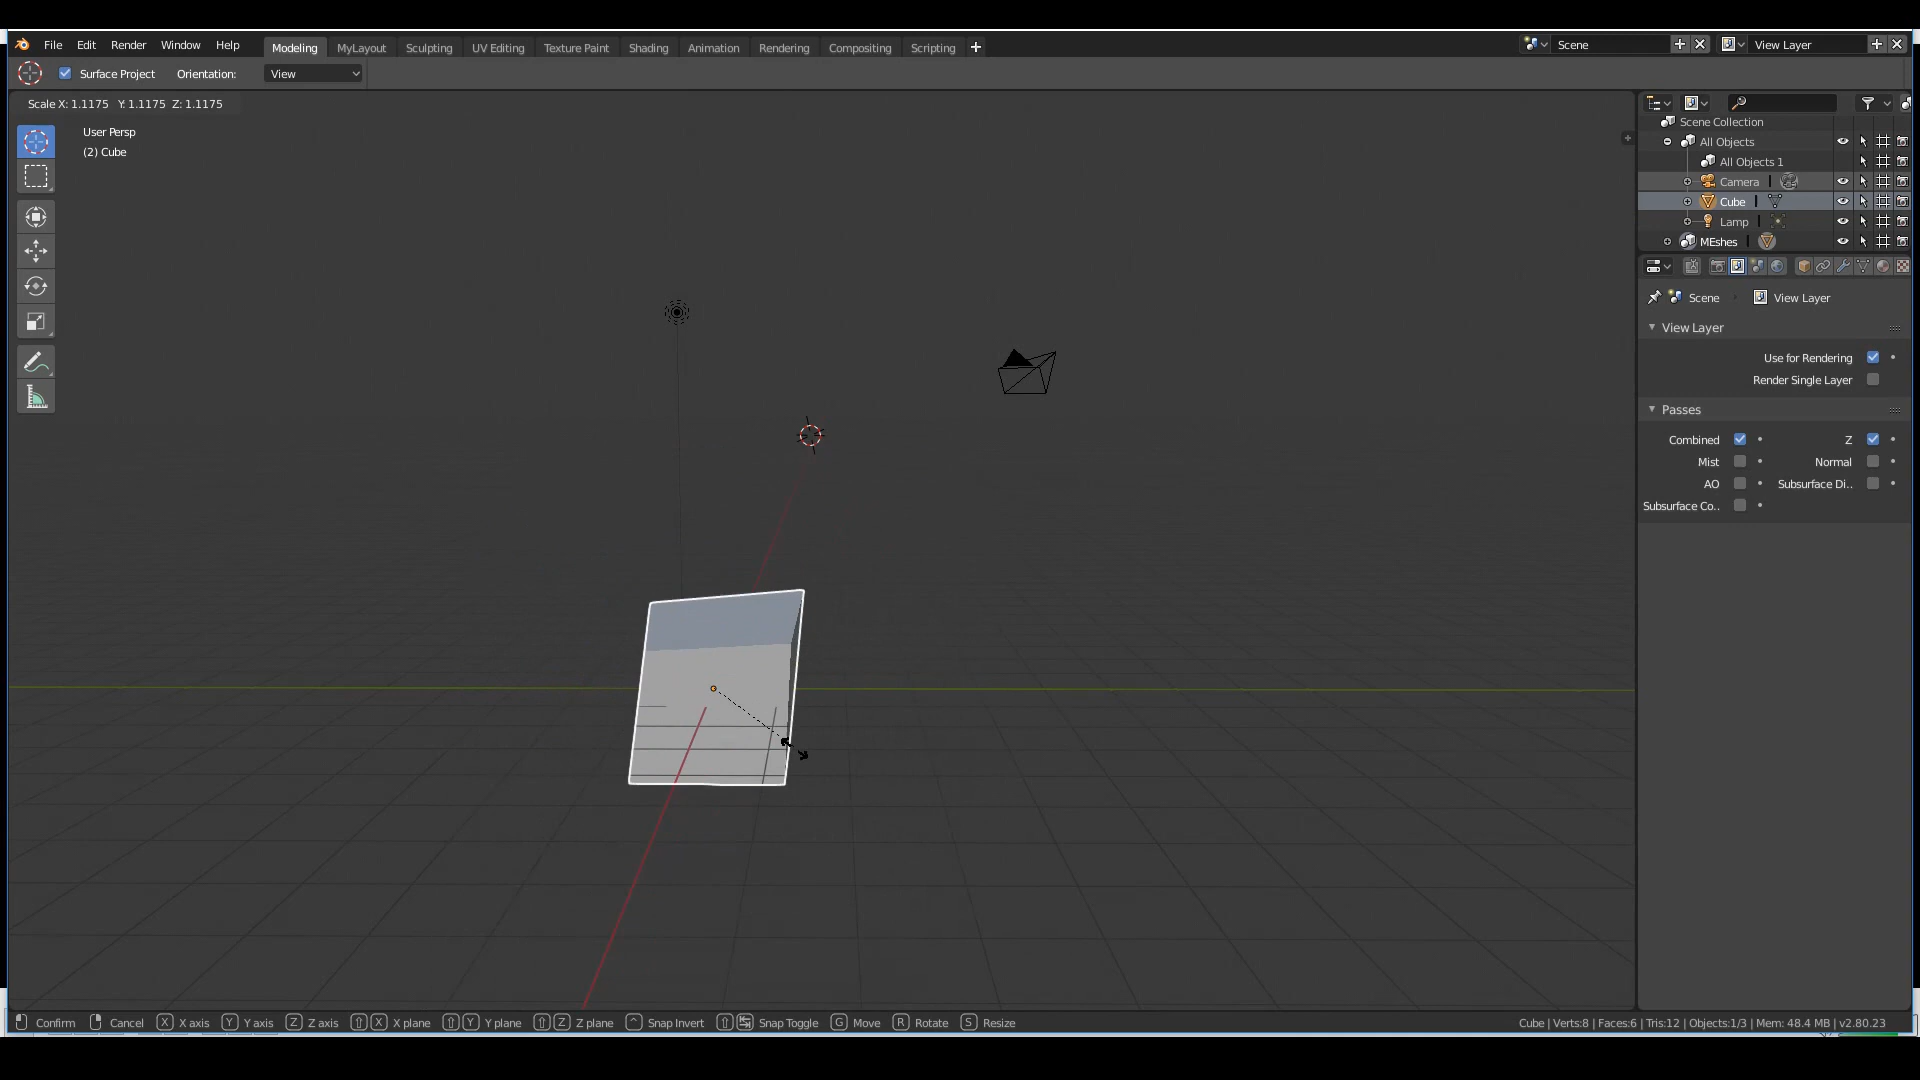 File Edit Render Window Help Modeling MyLayout Sculpting UV Editing Texture Paint Shading Animation Rendering Compositing Scripting + Scene View Layer
Surface Project Orientation: View
Scale X: 1.1175 Y: 1.1175 Z: 1.1175
User Persp
(2) Cube
Scene Collection
All Objects
All Objects 1
Camera
Cube
Lamp
MEshes
Scene View Layer
View Layer
Use for Rendering
Render Single Layer
Passes
Combined Z
Mist Normal
AO Subsurface Di..
Subsurface Co..
Confirm Cancel X X axis Y Y axis Z Z axis X X plane Y Y plane Z Z plane ^ Snap Invert Snap Toggle G Move R Rotate S Resize Cube | Verts:8 | Faces:6 | Tris:12 | Objects:1/3 | Mem: 48.4 MB | v2.80.23